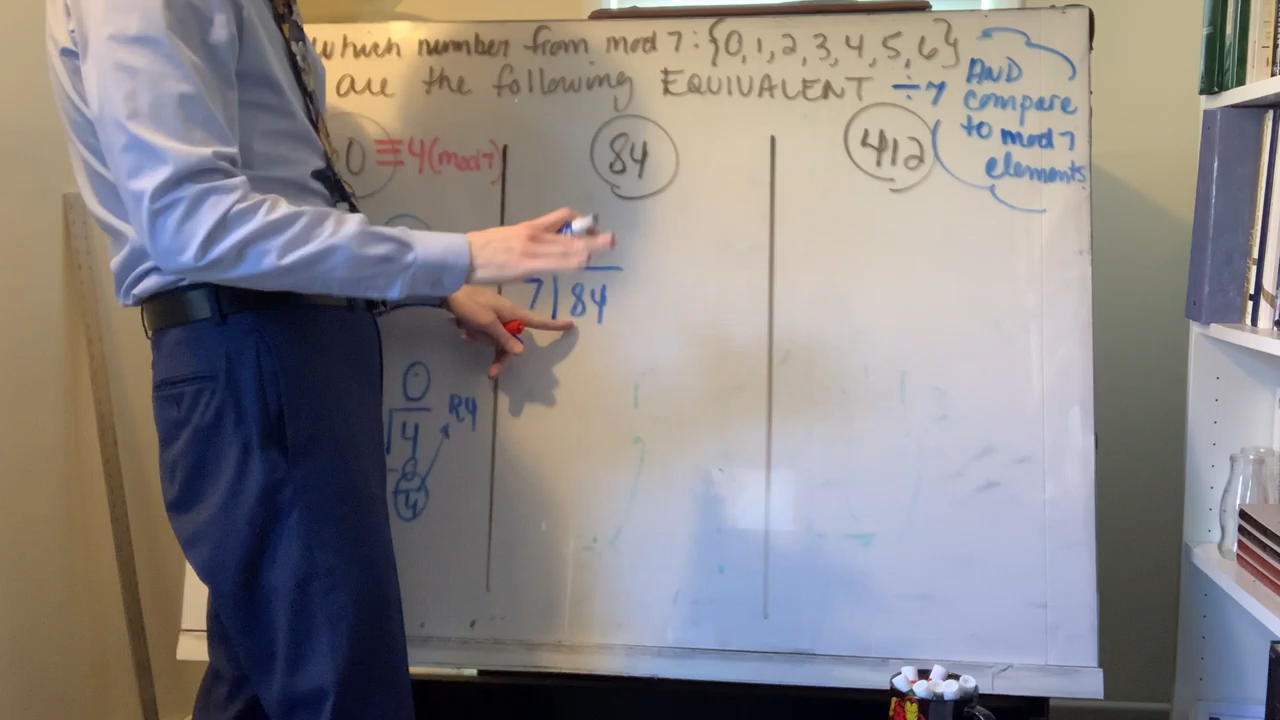 which number from mod 7: {0, 1, 2, 3, 4, 5, 6}
are the following EQUIVALENT ÷7
AND
compare
to mod 7
elements
0 ≡ 4 (mod 7)
84
412
7 84
0
4 R4
0
4